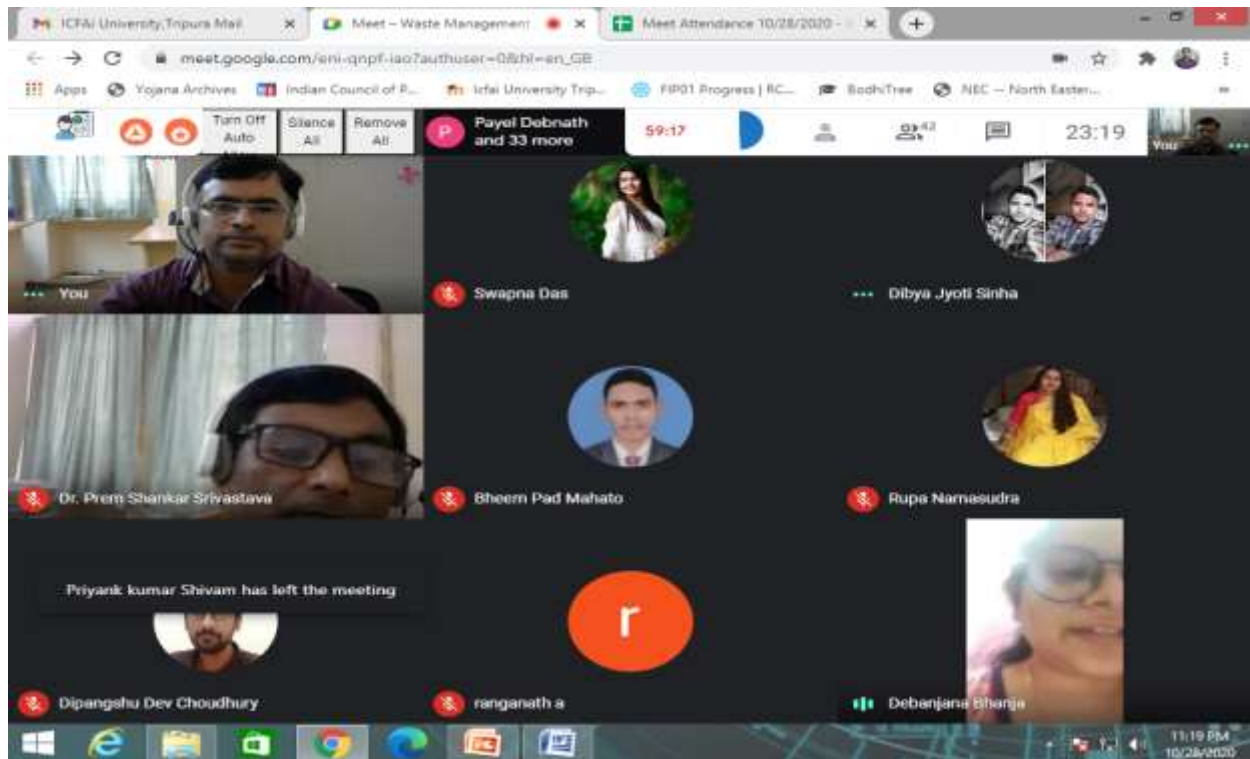 ICFAI University,Tripura Mail
Meet – Waste Management
Meet Attendance 10/28/2020 -
meet.google.com/eni-qnpf-iao?authuser=0&hl=en_GB
Apps
Yojana Archives
Indian Council of P...
Icfai University Trip...
FIP01 Progress | RC...
BodhiTree
NEC – North Easter...
Turn Off
Auto
Silence
All
Remove
All
P
Payel Debnath
and 33 more
59:17
42
23:19
You
You
Swapna Das
Dibya Jyoti Sinha
Dr. Prem Shankar Srivastava
Bheem Pad Mahato
Rupa Namasudra
Priyank kumar Shivam has left the meeting
r
Dipangshu Dev Choudhury
ranganath a
Debanjana Bhanja
11:19 PM
10/28/2020